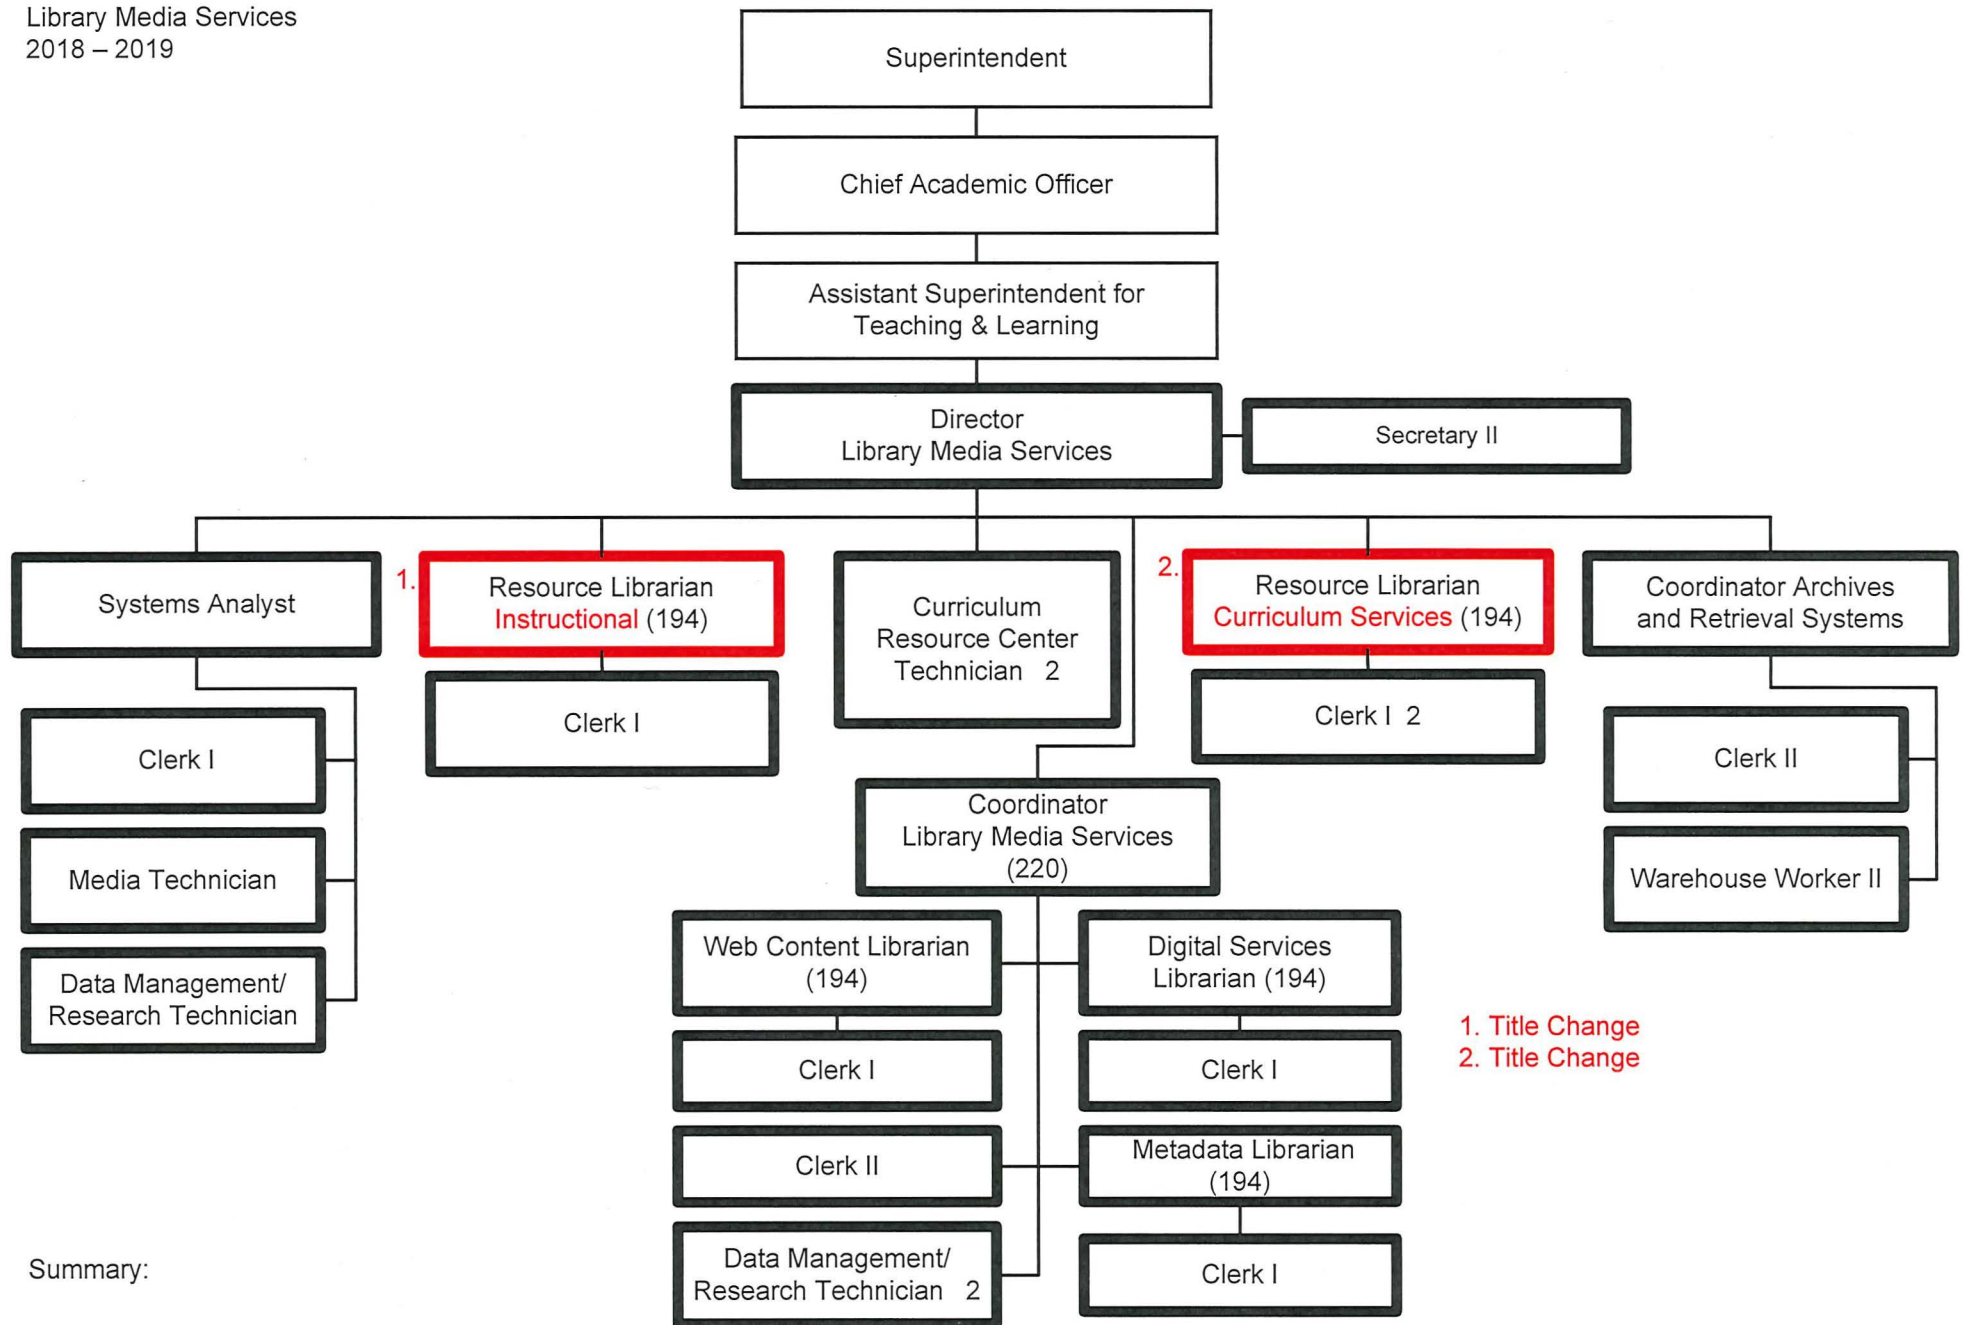 Library Media Services
2018 – 2019
Superintendent
Chief Academic Officer
Assistant Superintendent for
Teaching & Learning
Director
Library Media Services
Secretary II
Systems Analyst
1.
Resource Librarian
Instructional (194)
Curriculum
Resource Center
Technician 2
2.
Resource Librarian
Curriculum Services (194)
Coordinator Archives
and Retrieval Systems
Clerk I
Media Technician
Data Management/
Research Technician
Clerk I
Clerk I 2
Clerk II
Warehouse Worker II
Coordinator
Library Media Services
(220)
Web Content Librarian
(194)
Digital Services
Librarian (194)
Clerk I
Clerk I
Clerk II
Metadata Librarian
(194)
Data Management/
Research Technician 2
Clerk I
1. Title Change
2. Title Change
Summary: